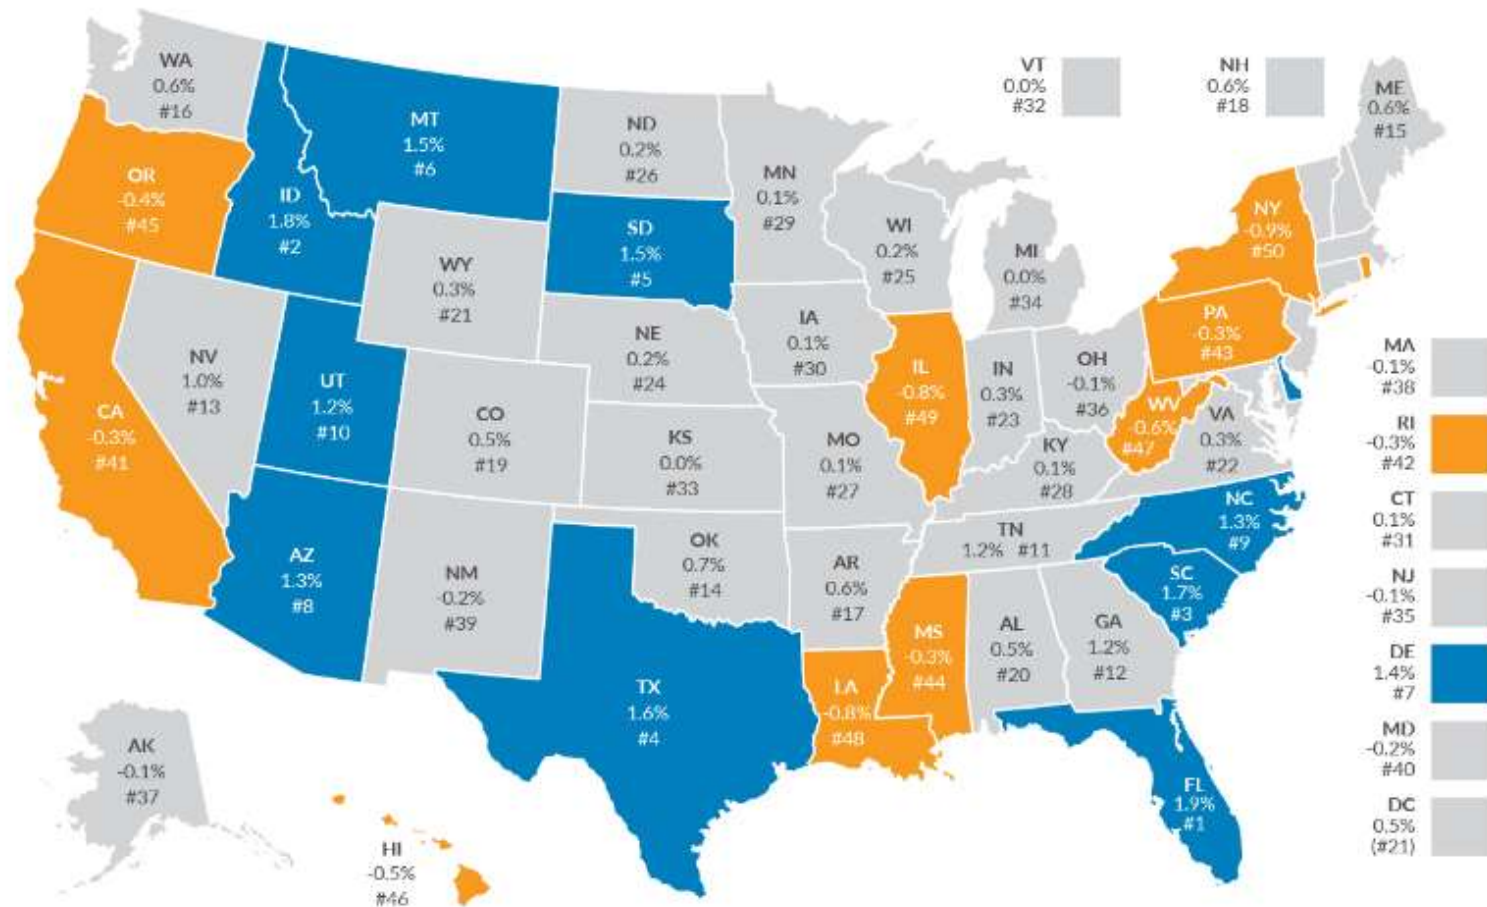 WA
0.6%
#16
OR
-0.4%
#45
CA
-0.3%
#41
NV
1.0%
#13
ID
1.8%
#2
MT
1.5%
#6
WY
0.3%
#21
UT
1.2%
#10
AZ
1.3%
#8
CO
0.5%
#19
NM
-0.2%
#39
ND
0.2%
#26
SD
1.5%
#5
NE
0.2%
#24
KS
0.0%
#33
OK
0.7%
#14
TX
1.6%
#4
MN
0.1%
#29
IA
0.1%
#30
MO
0.1%
#27
AR
0.6%
#17
LA
-0.8%
#48
WI
0.2%
#25
IL
-0.8%
#49
MS
-0.3%
#44
MI
0.0%
#34
IN
0.3%
#23
OH
-0.1%
#36
KY
0.1%
#28
TN
1.2% #11
AL
0.5%
#20
GA
1.2%
#12
FL
1.9%
#1
SC
1.7%
#3
NC
1.3%
#9
VA
0.3%
#22
WV
-0.6%
#47
PA
-0.3%
#43
NY
-0.9%
#50
VT
0.0%
#32
NH
0.6%
#18
ME
0.6%
#15
MA
-0.1%
#38
RI
-0.3%
#42
CT
0.1%
#31
NJ
-0.1%
#35
DE
1.4%
#7
MD
-0.2%
#40
DC
0.5%
(#21)
AK
-0.1%
#37
HI
-0.5%
#46